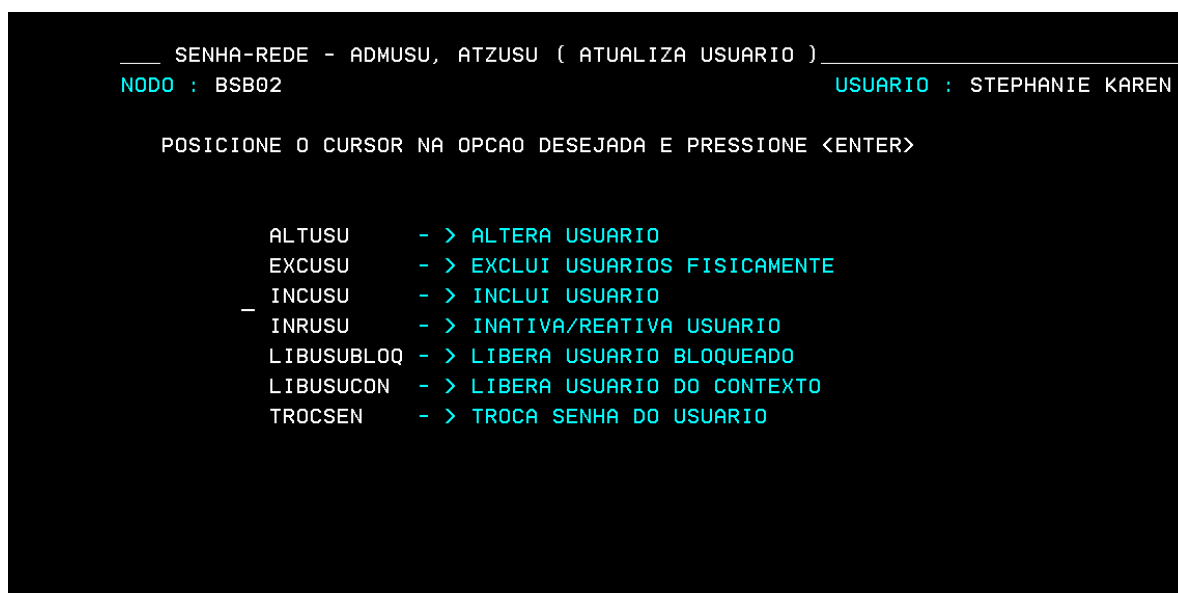 ___ SENHA-REDE - ADMUSU, ATZUSU ( ATUALIZA USUARIO )___________________________
NODO : BSB02 USUARIO : STEPHANIE KAREN
POSICIONE O CURSOR NA OPCAO DESEJADA E PRESSIONE <ENTER>
ALTUSU - > ALTERA USUARIO
EXCUSU - > EXCLUI USUARIOS FISICAMENTE
INCUSU - > INCLUI USUARIO
_ INRUSU - > INATIVA/REATIVA USUARIO
LIBUSUBLOQ - > LIBERA USUARIO BLOQUEADO
LIBUSUCON - > LIBERA USUARIO DO CONTEXTO
TROCSEN - > TROCA SENHA DO USUARIO